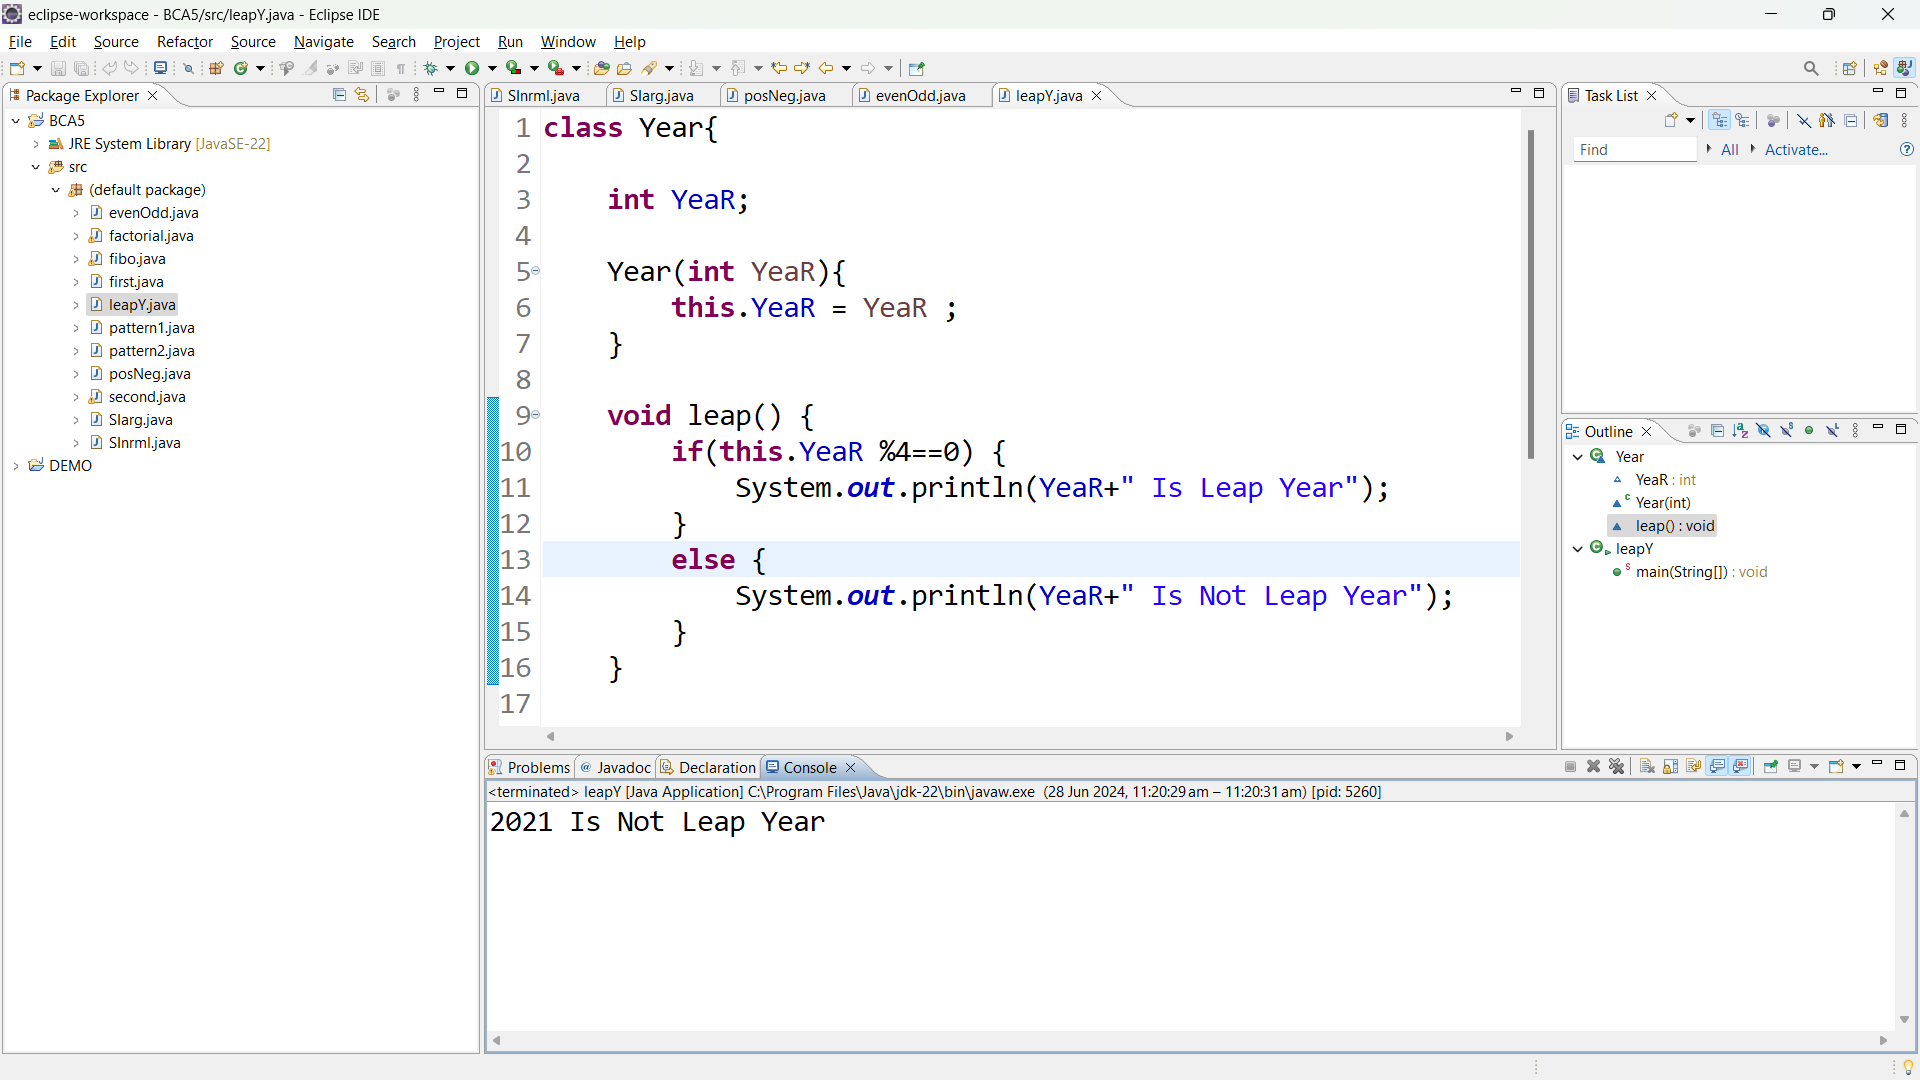 eclipse-workspace - BCA5/src/leapY.java - Eclipse IDE
File Edit Source Refactor Source Navigate Search Project Run Window Help
Package Explorer
BCA5
JRE System Library [JavaSE-22]
src
(default package)
evenOdd.java
factorial.java
fibo.java
first.java
leapY.java
pattern1.java
pattern2.java
posNeg.java
second.java
SIarg.java
SInrml.java
DEMO
SInrml.java SIarg.java posNeg.java evenOdd.java leapY.java
1 class Year{
2
3 int YeaR;
4
5 Year(int YeaR){
6 this.YeaR = YeaR ;
7 }
8
9 void leap() {
10 if(this.YeaR %4==0) {
11 System.out.println(YeaR+" Is Leap Year");
12 }
13 else {
14 System.out.println(YeaR+" Is Not Leap Year");
15 }
16 }
17
Task List
Find All Activate...
Outline
Year
YeaR : int
Year(int)
leap() : void
leapY
main(String[]) : void
Problems @ Javadoc Declaration Console
<terminated> leapY [Java Application] C:\Program Files\Java\jdk-22\bin\javaw.exe (28 Jun 2024, 11:20:29 am – 11:20:31 am) [pid: 5260]
2021 Is Not Leap Year